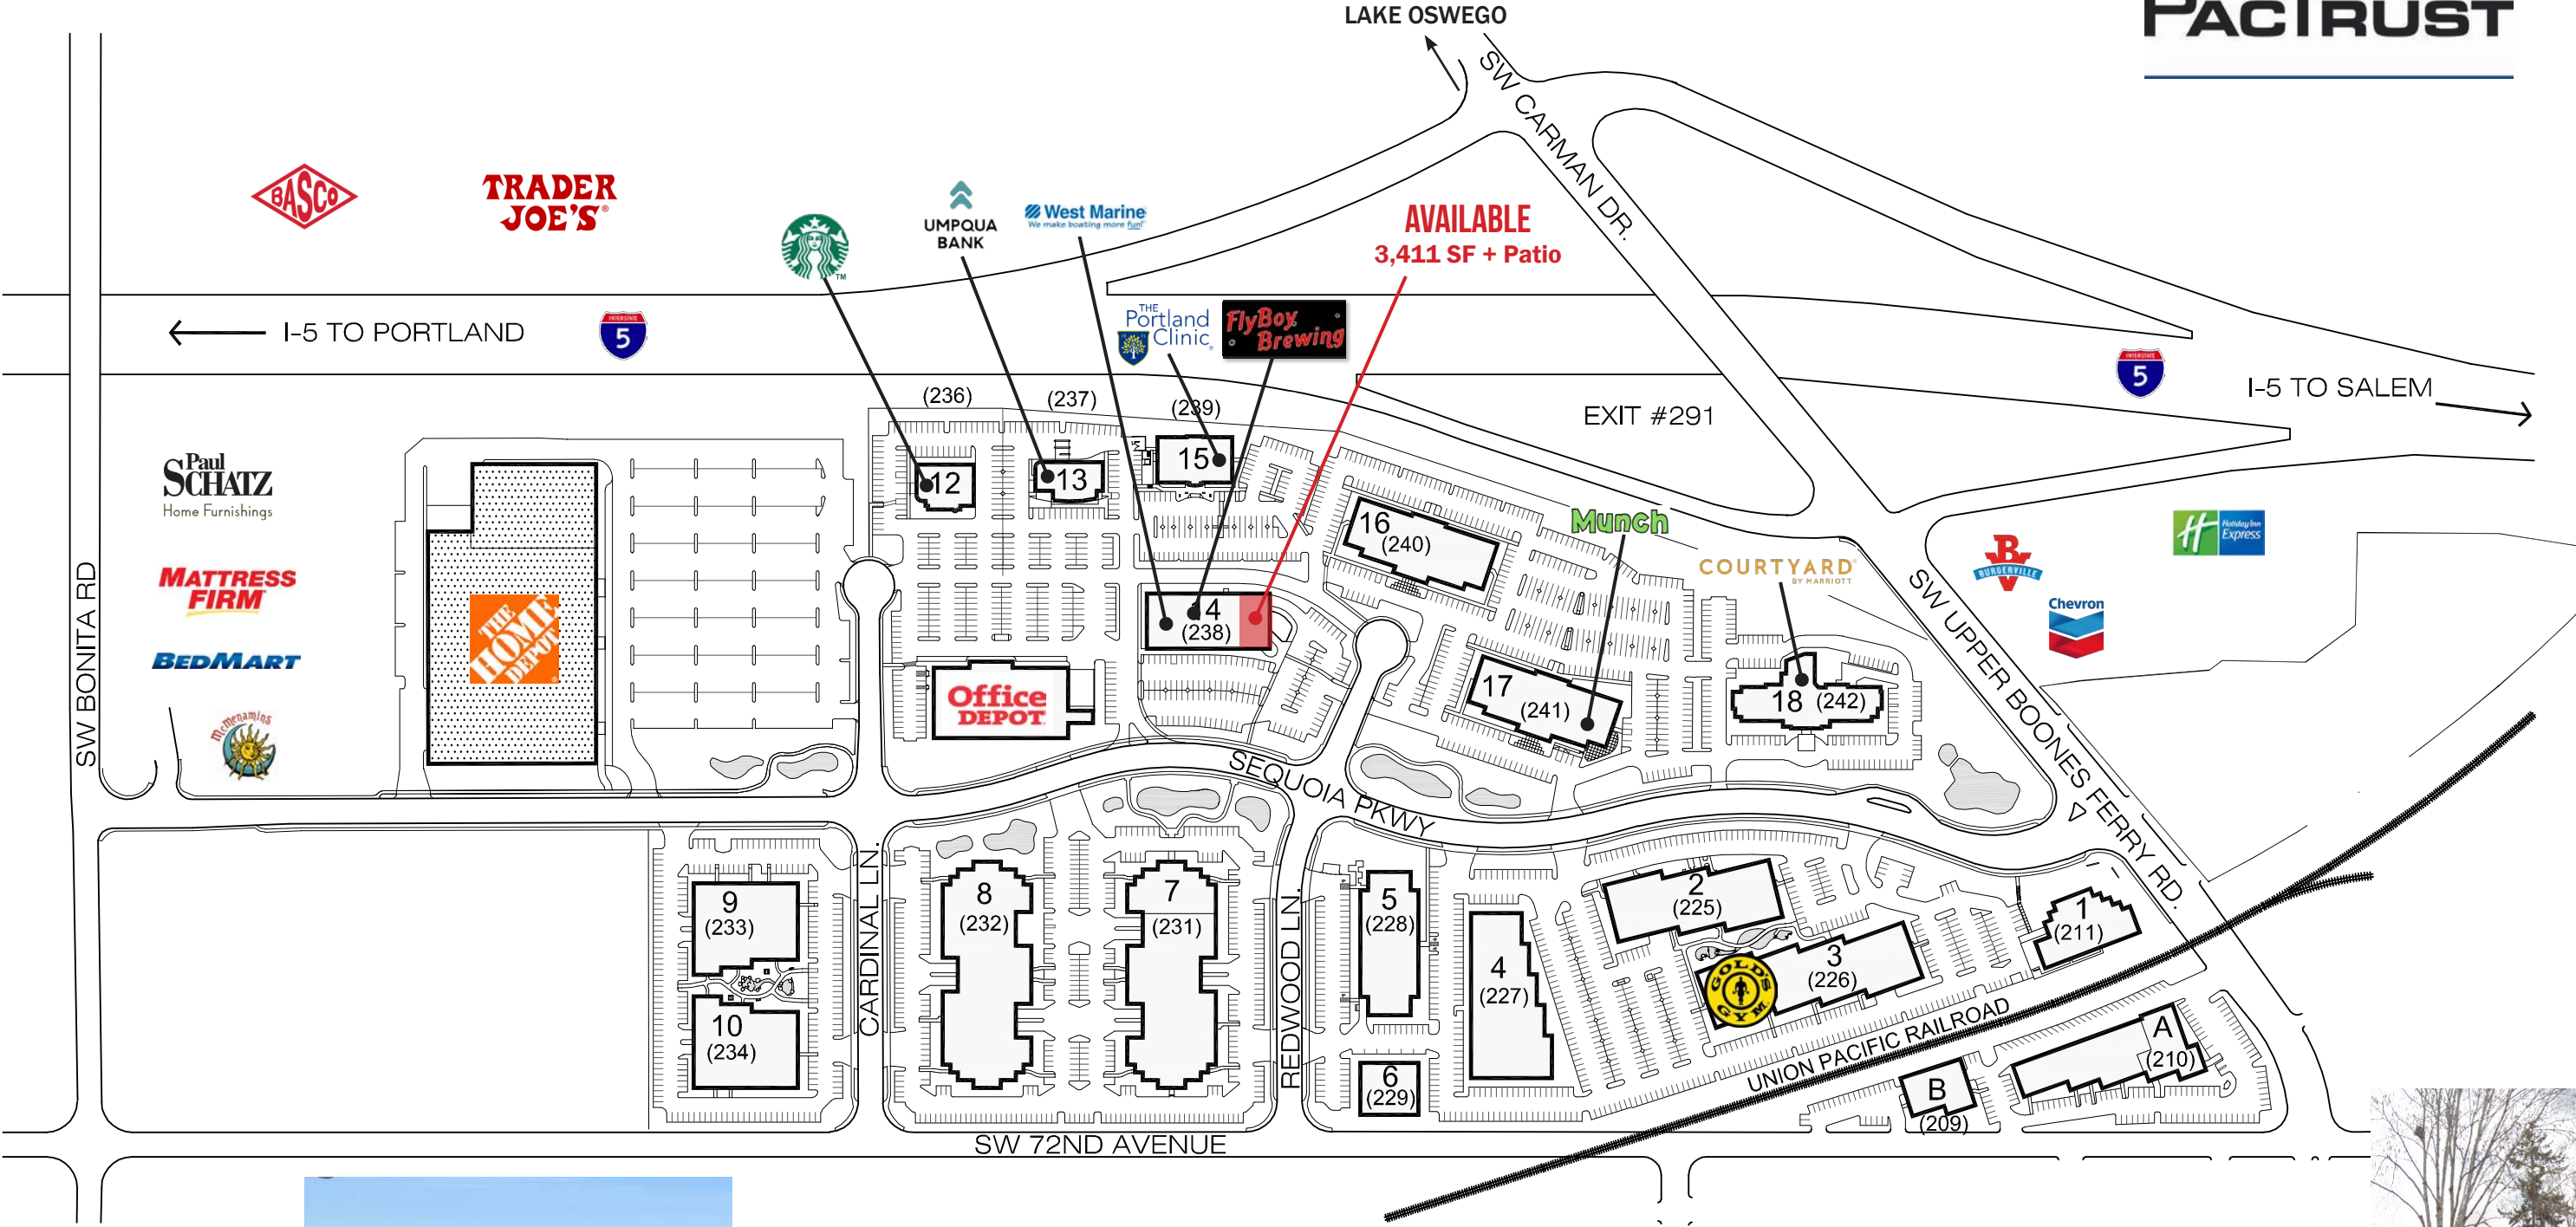 LAKE OSWEGO
PACTRUST
SW CARMAN DR.
BASCO
TRADER
JOE'S®
TM
UMPQUA
BANK
West Marine
We make boating more fun!
AVAILABLE
3,411 SF + Patio
I-5 TO PORTLAND
INTERSTATE
5
THE
Portland
Clinic
FlyBoy
Brewing
INTERSTATE
5
I-5 TO SALEM
EXIT #291
(236)
(237)
(239)
12
13
15
Paul
SCHATZ
Home Furnishings
MATTRESS
FIRM
BEDMART
McMenamins
SW BONITA RD
THE
HOME
DEPOT
14
(238)
Office
DEPOT
16
(240)
Munch
17
(241)
COURTYARD
BY MARRIOTT
18 (242)
BURGERVILLE
Holiday Inn
Express
Chevron
SW UPPER BOONES FERRY RD.
SEQUOIA PKWY
9
(233)
10
(234)
CARDINAL LN.
8
(232)
7
(231)
REDWOOD LN.
5
(228)
6
(229)
4
(227)
2
(225)
3
(226)
GOLD'S
GYM
1
(211)
UNION PACIFIC RAILROAD
A
(210)
B
(209)
SW 72ND AVENUE